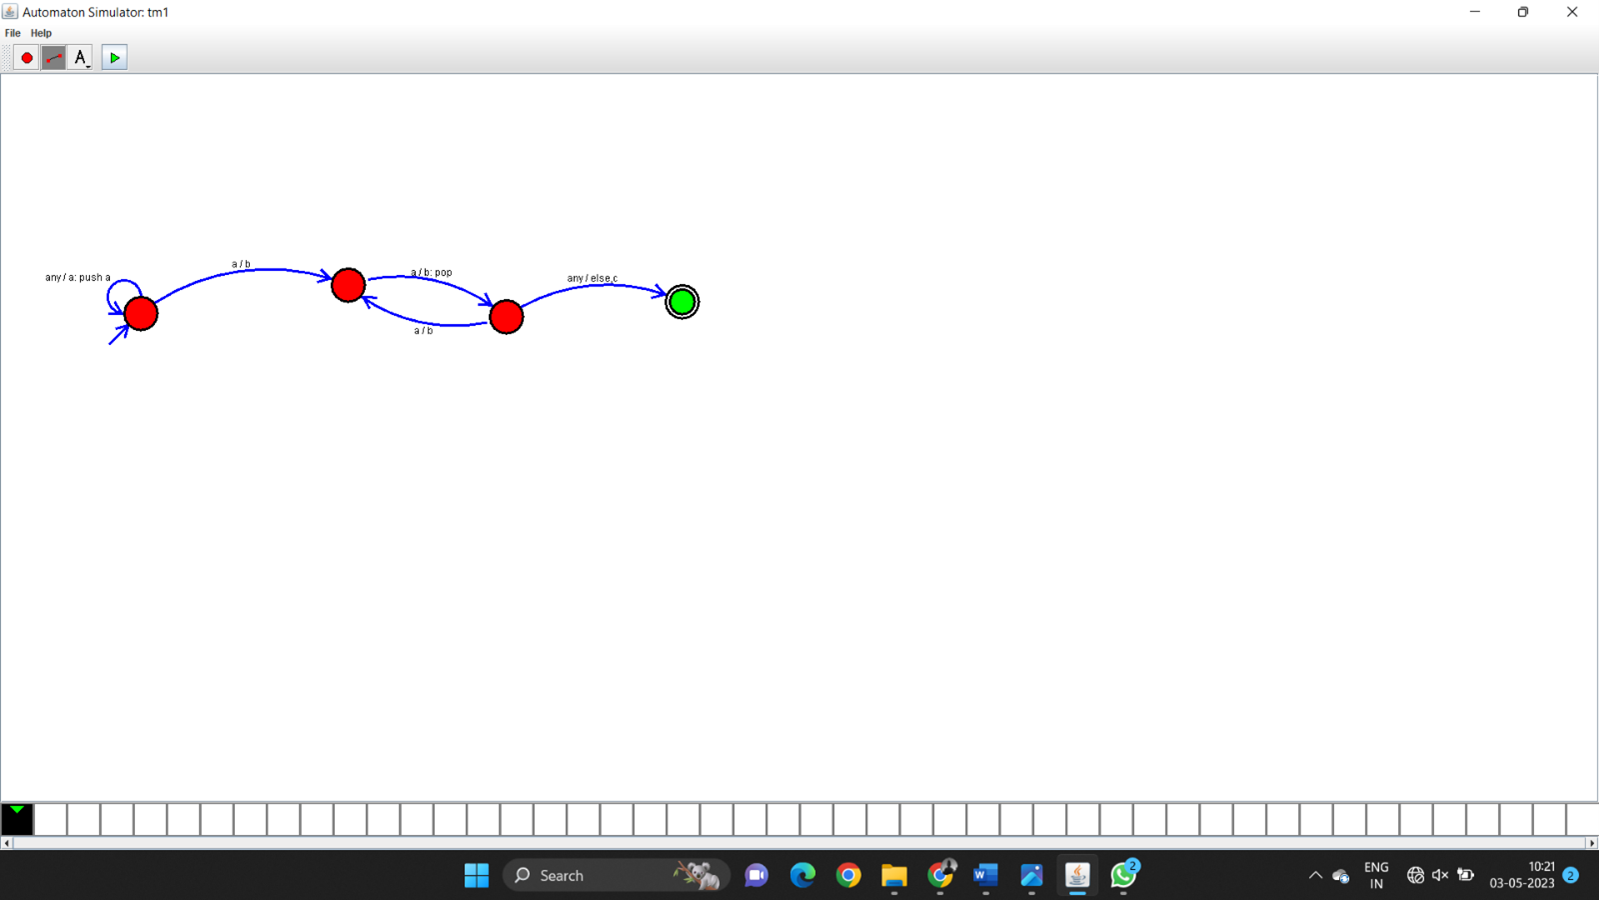 Automaton Simulator: tm1
File Help
A
a / b
any / a: push a
a / b: pop
any / else,c
a / b
Search
2
ENG
IN
10:21
03-05-2023
2